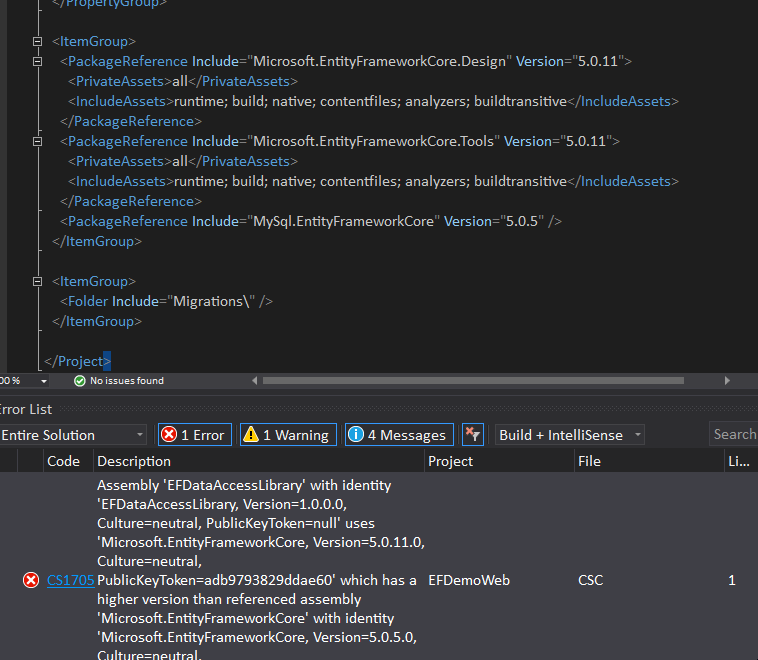 </PropertyGroup>
<ItemGroup>
<PackageReference Include="Microsoft.EntityFrameworkCore.Design" Version="5.0.11">
<PrivateAssets>all</PrivateAssets>
<IncludeAssets>runtime; build; native; contentfiles; analyzers; buildtransitive</IncludeAssets>
</PackageReference>
<PackageReference Include="Microsoft.EntityFrameworkCore.Tools" Version="5.0.11">
<PrivateAssets>all</PrivateAssets>
<IncludeAssets>runtime; build; native; contentfiles; analyzers; buildtransitive</IncludeAssets>
</PackageReference>
<PackageReference Include="MySql.EntityFrameworkCore" Version="5.0.5" />
</ItemGroup>
<ItemGroup>
<Folder Include="Migrations\" />
</ItemGroup>
</Project>
00 % No issues found
Error List
Entire Solution 1 Error 1 Warning 4 Messages Build + IntelliSense Search
Code Description Project File Li...
Assembly 'EFDataAccessLibrary' with identity
'EFDataAccessLibrary, Version=1.0.0.0,
Culture=neutral, PublicKeyToken=null' uses
'Microsoft.EntityFrameworkCore, Version=5.0.11.0,
Culture=neutral,
CS1705 PublicKeyToken=adb9793829ddae60' which has a EFDemoWeb CSC 1
higher version than referenced assembly
'Microsoft.EntityFrameworkCore' with identity
'Microsoft.EntityFrameworkCore, Version=5.0.5.0,
Culture=neutral,